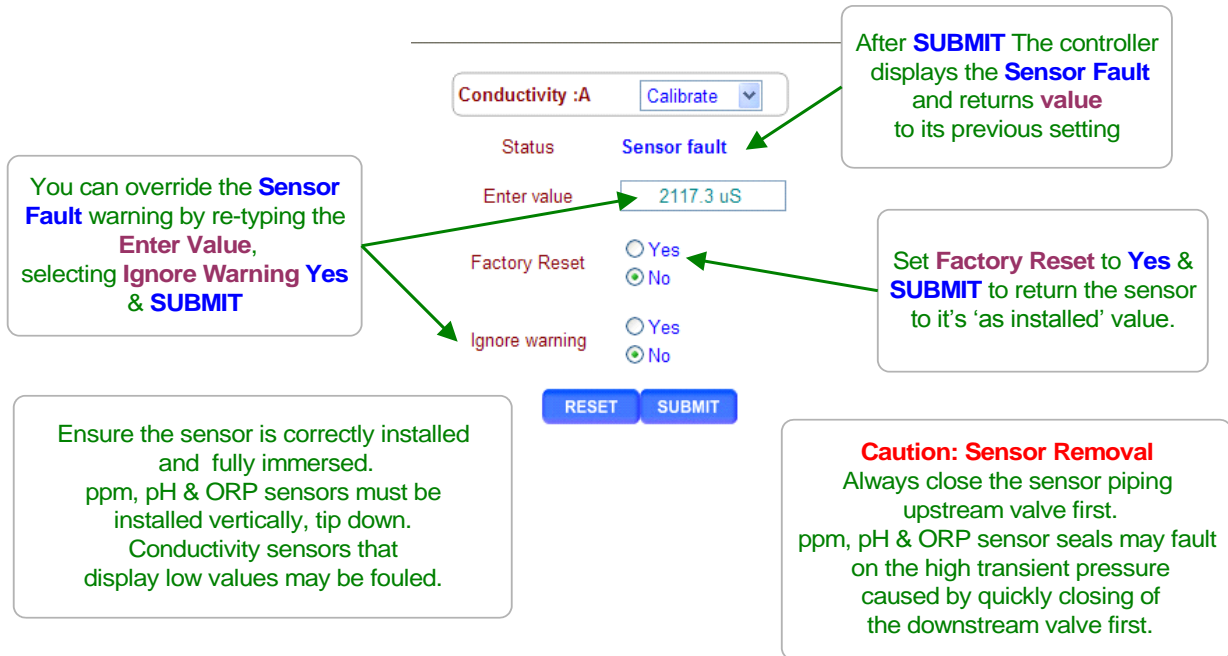 After SUBMIT The controller
displays the Sensor Fault
and returns value
to its previous setting
Conductivity :A
Calibrate
Status
Sensor fault
You can override the Sensor
Fault warning by re-typing the
Enter Value,
selecting Ignore Warning Yes
& SUBMIT
Enter value
2117.3 uS
Factory Reset
Yes
No
Set Factory Reset to Yes &
SUBMIT to return the sensor
to it's ‘as installed’ value.
Ignore warning
Yes
No
RESET
SUBMIT
Ensure the sensor is correctly installed
and fully immersed.
ppm, pH & ORP sensors must be
installed vertically, tip down.
Conductivity sensors that
display low values may be fouled.
Caution: Sensor Removal
Always close the sensor piping
upstream valve first.
ppm, pH & ORP sensor seals may fault
on the high transient pressure
caused by quickly closing of
the downstream valve first.